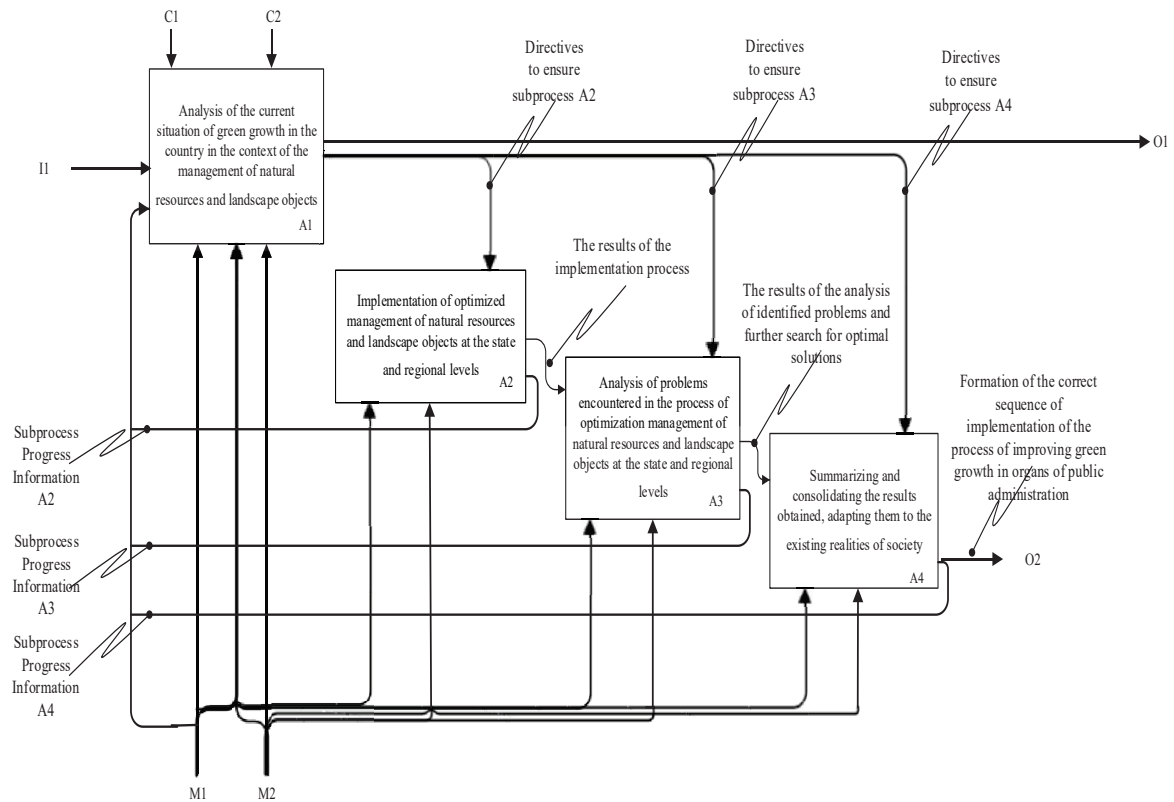 C1
C2
Directives
to ensure
subprocess A2
Directives
to ensure
subprocess A3
Directives
to ensure
subprocess A4
Analysis of the current
situation of green growth in the
country in the context of the
management of natural
resources and landscape objects
A1
I1
O1
The results of the
implementation process
Implementation of optimized
management of natural resources
and landscape objects at the state
and regional levels
A2
The results of the analysis
of identified problems and
further search for optimal
solutions
Analysis of problems
encountered in the process of
optimization management of
natural resources and landscape
objects at the state and regional
levels
A3
Formation of the correct
sequence of
implementation of the
process of improving green
growth in organs of public
administration
Summarizing and
consolidating the results
obtained, adapting them to the
existing realities of society
A4
O2
Subprocess
Progress
Information
A2
Subprocess
Progress
Information
A3
Subprocess
Progress
Information
A4
M1
M2